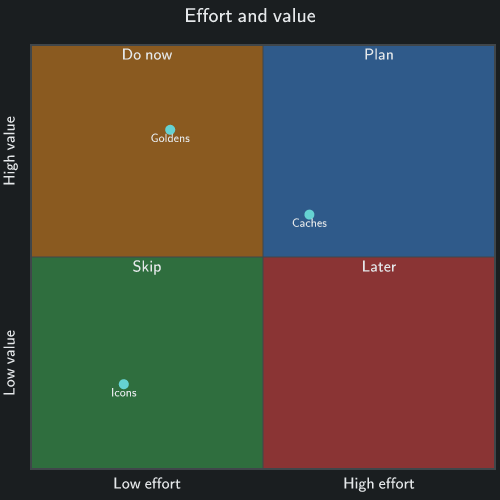 Effort and value
Do now
Plan
High value
Goldens
Caches
Skip
Later
Low value
Icons
Low effort
High effort